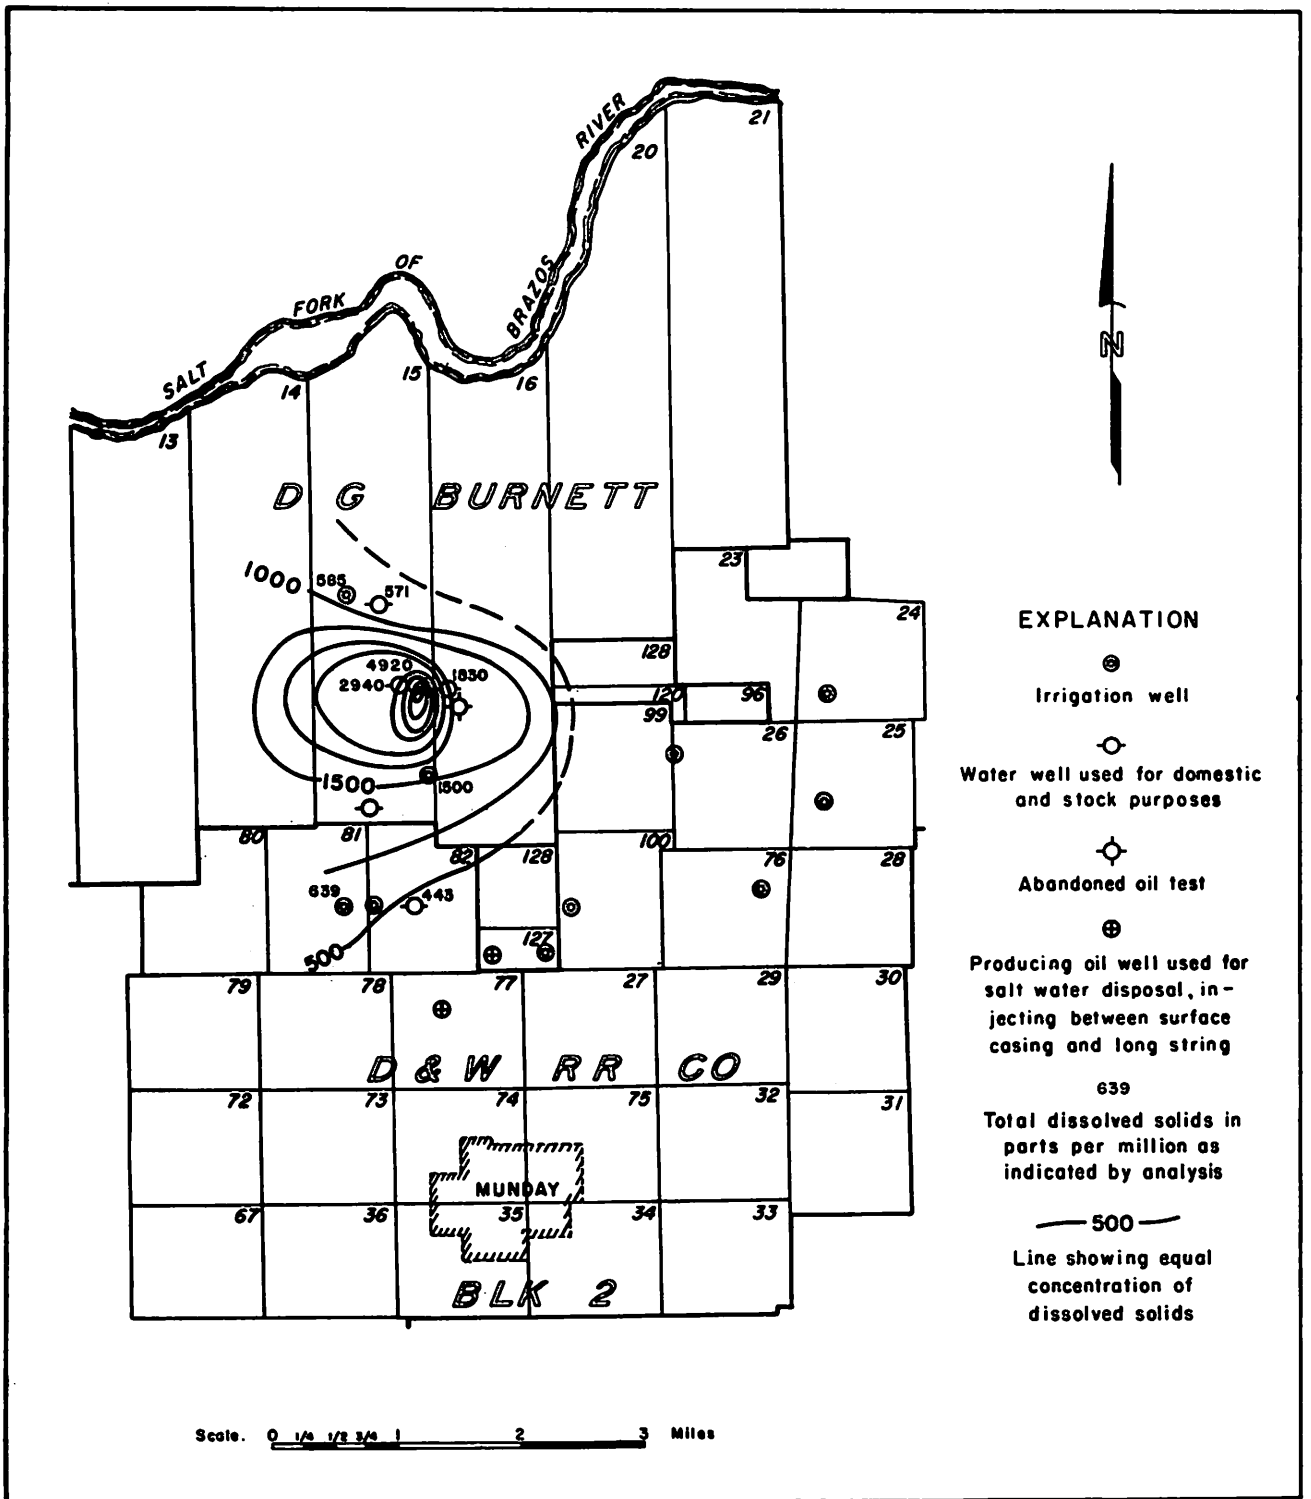 21
RIVER
20
OF
BRAZOS
FORK
15
16
SALT
14
13
D G BURNETT
N
23
1000
585
571
24
EXPLANATION
128
4920
2940
1830
120
96
Irrigation well
99
26
25
1500
1500
Water well used for domestic
and stock purposes
80
81
100
82
128
76
28
Abandoned oil test
639
443
127
500
Producing oil well used for
salt water disposal, in-
jecting between surface
casing and long string
79
78
77
27
29
30
D & W RR CO
639
72
73
74
75
32
31
Total dissolved solids in
parts per million as
indicated by analysis
MUNDAY
67
36
35
34
33
500
Line showing equal
concentration of
dissolved solids
BLK 2
Scale. 0 1/4 1/2 3/4 1 2 3 Miles